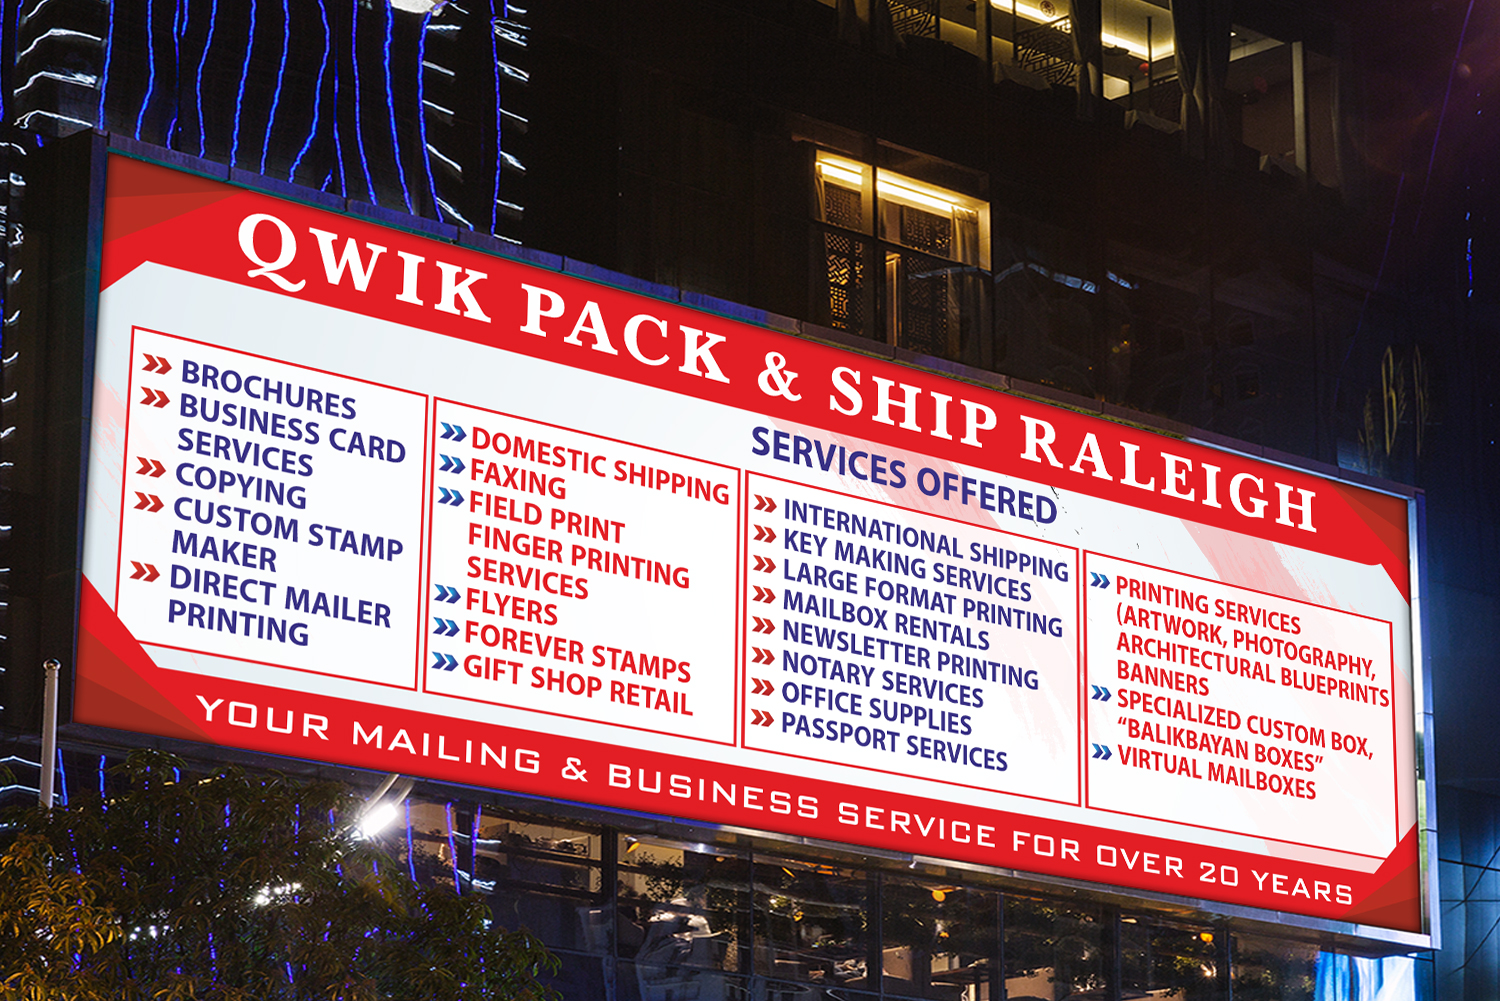 QWIK PACK & SHIP RALEIGH
SERVICES OFFERED
BROCHURES
BUSINESS CARD
SERVICES
COPYING
CUSTOM STAMP
MAKER
DIRECT MAILER
PRINTING
DOMESTIC SHIPPING
FAXING
FIELD PRINT
FINGER PRINTING
SERVICES
FLYERS
FOREVER STAMPS
GIFT SHOP RETAIL
INTERNATIONAL SHIPPING
KEY MAKING SERVICES
LARGE FORMAT PRINTING
MAILBOX RENTALS
NEWSLETTER PRINTING
NOTARY SERVICES
OFFICE SUPPLIES
PASSPORT SERVICES
PRINTING SERVICES
(ARTWORK, PHOTOGRAPHY,
ARCHITECTURAL BLUEPRINTS
BANNERS
SPECIALIZED CUSTOM BOX,
“BALIKBAYAN BOXES”
VIRTUAL MAILBOXES
YOUR MAILING & BUSINESS SERVICE FOR OVER 20 YEARS